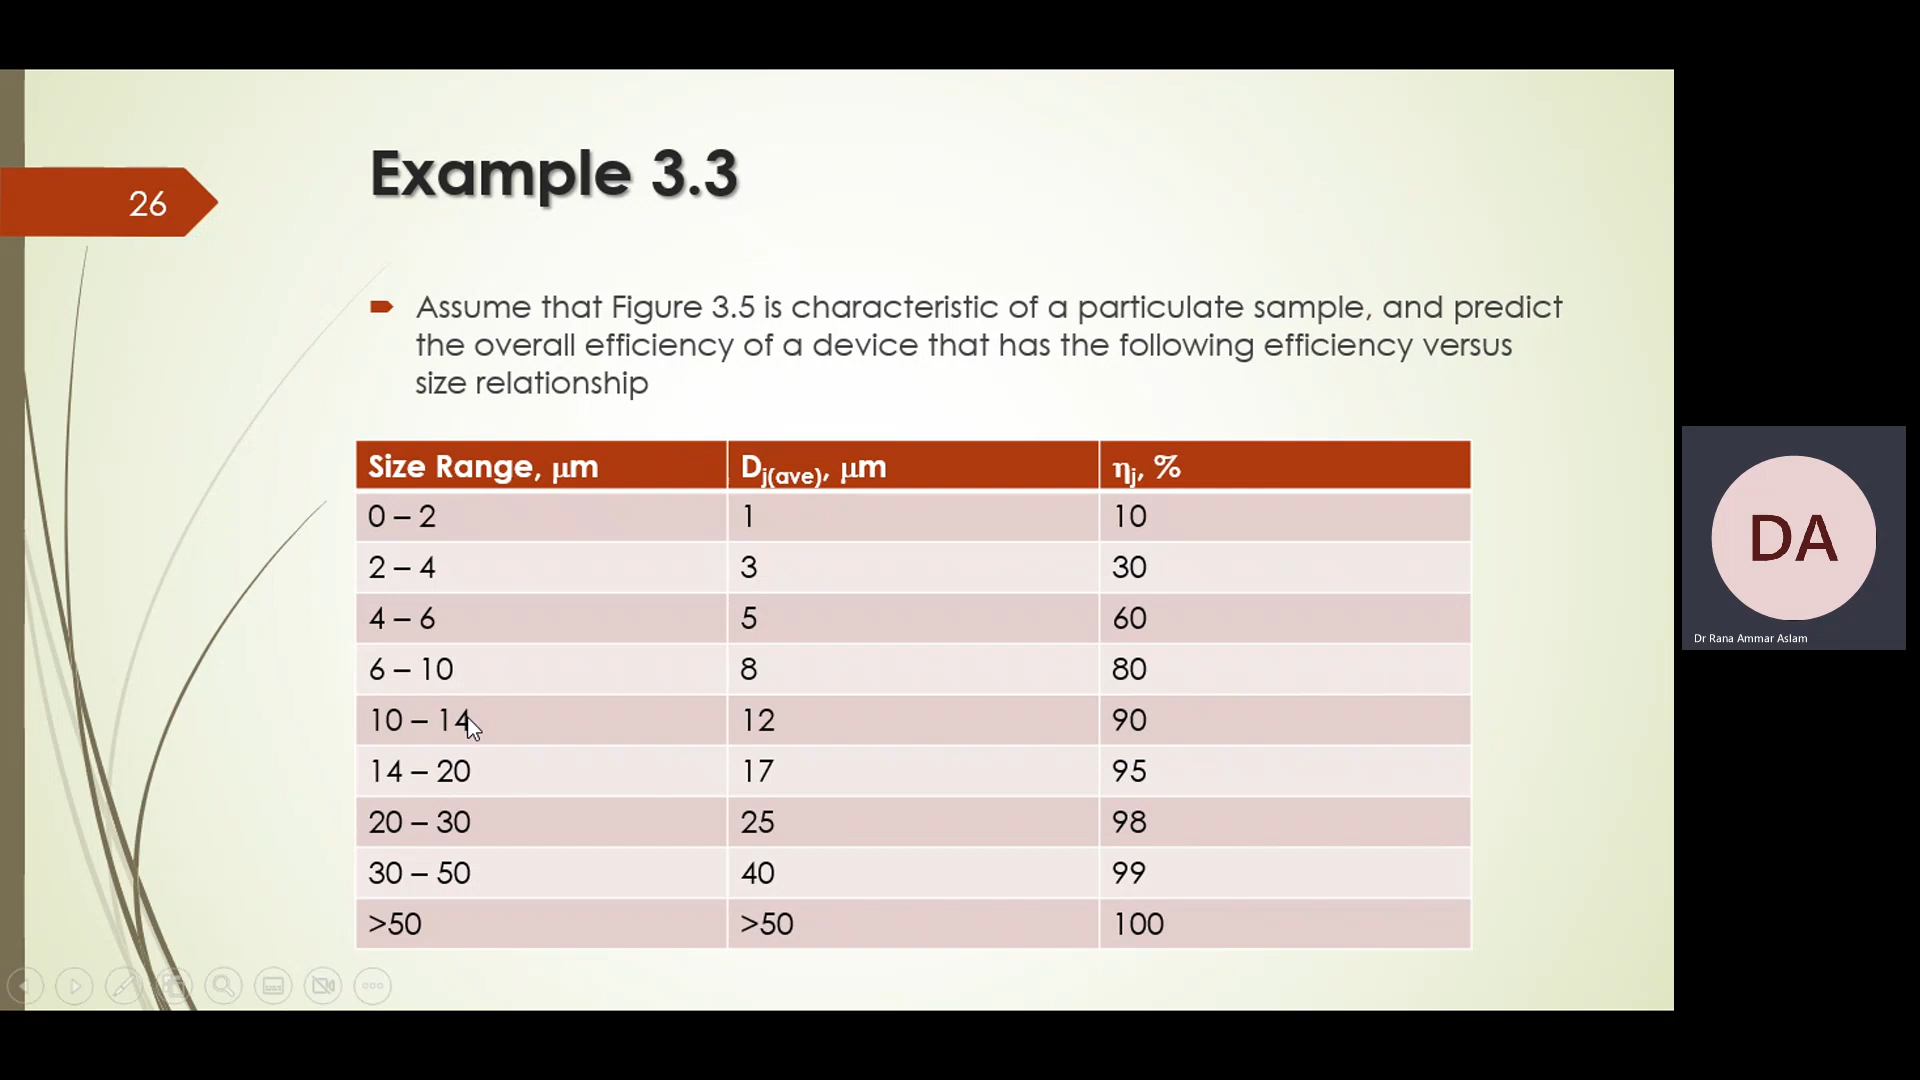 26
Example 3.3
Assume that Figure 3.5 is characteristic of a particulate sample, and predict
the overall efficiency of a device that has the following efficiency versus
size relationship
Size Range, μm D_{j(ave)}, μm η_j, %
0 – 2 1 10
2 – 4 3 30
4 – 6 5 60
6 – 10 8 80
10 – 14 12 90
14 – 20 17 95
20 – 30 25 98
30 – 50 40 99
>50 >50 100
DA
Dr Rana Ammar Aslam